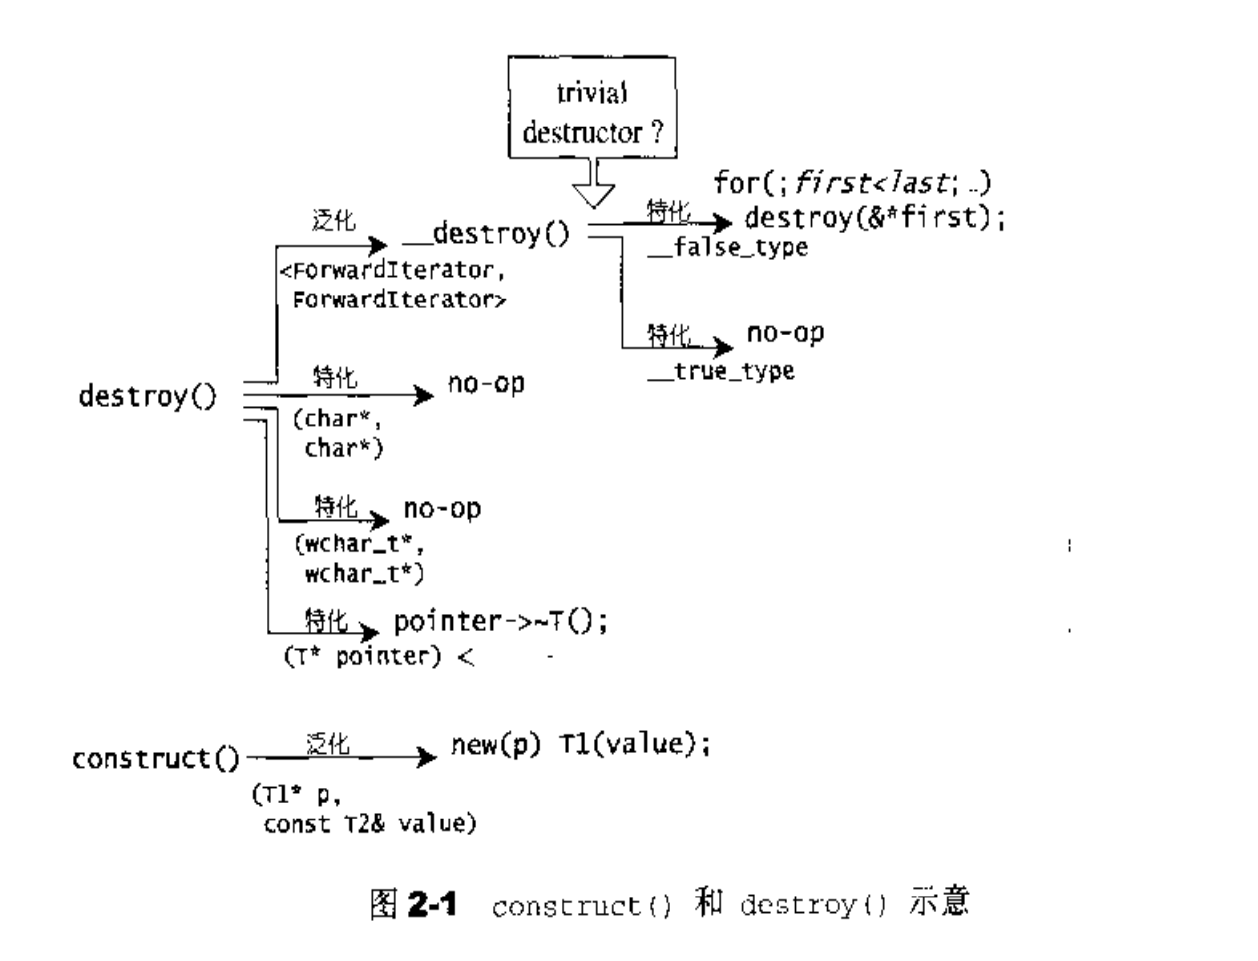 trivial
destructor ?
for(;first<last;..)
特化
destroy(&*first);
__false_type
泛化
__destroy()
<ForwardIterator,
ForwardIterator>
特化
no-op
__true_type
destroy()
特化
no-op
(char*,
char*)
特化
no-op
(wchar_t*,
wchar_t*)
特化
pointer->~T();
(T* pointer) <
construct()
泛化
new(p) T1(value);
(T1* p,
const T2& value)
图 2-1 construct() 和 destroy() 示意